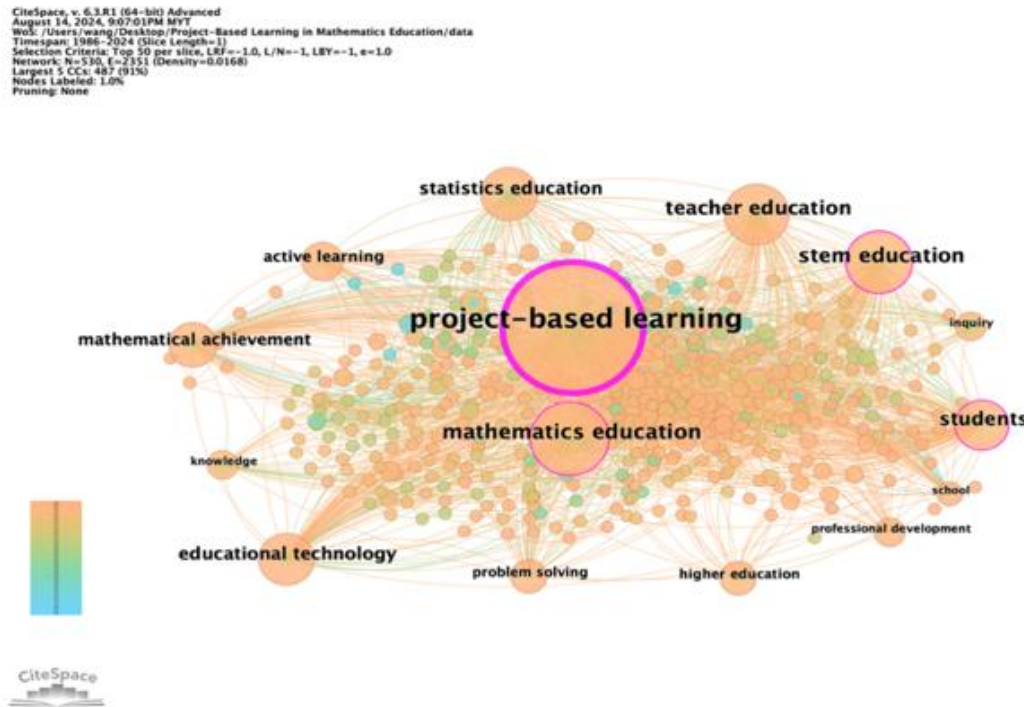 CiteSpace, v. 6.3.R1 (64-bit) Advanced
August 14, 2024, 9:07:01PM MYT
WoS: /Users/wang/Desktop/Project-Based Learning in Mathematics Education/data
Timespan: 1986-2024 (Slice Length=1)
Selection Criteria: Top 50 per slice, LRF=-1.0, L/N=-1, LBY=-1, e=1.0
Network: N=530, E=2351 (Density=0.0168)
Largest 5 CCs: 487 (91%)
Nodes Labeled: 1.0%
Pruning: None
statistics education
teacher education
active learning
stem education
project-based learning
inquiry
mathematical achievement
students
mathematics education
knowledge
school
professional development
educational technology
problem solving
higher education
CiteSpace